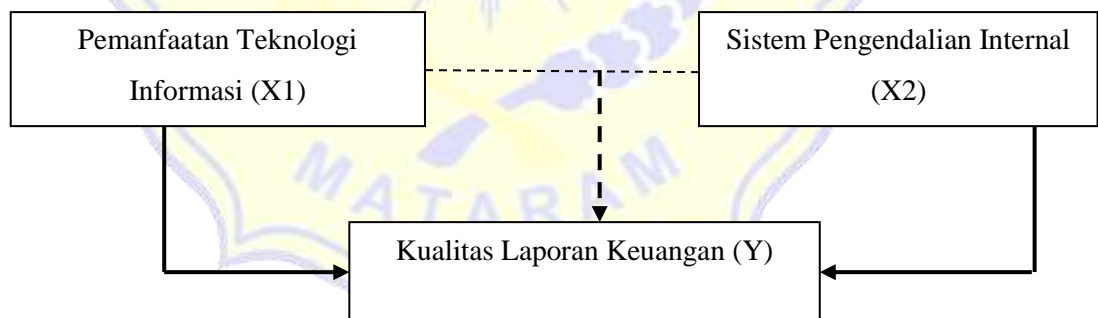 Pemanfaatan Teknologi
Informasi (X1)
Sistem Pengendalian Internal
(X2)
MATARAM
Kualitas Laporan Keuangan (Y)